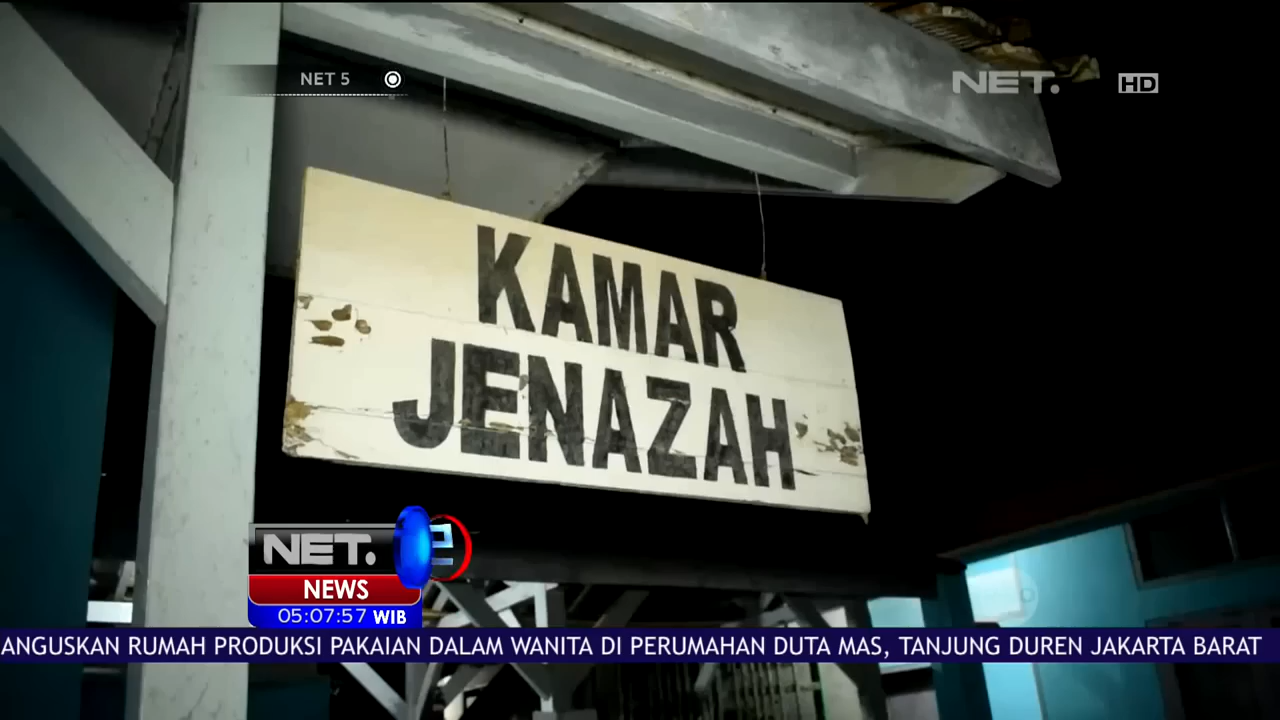 NET 5
NET. HD
KAMAR
JENAZAH
NET.
NEWS
05:07:57 WIB
ANGUSKAN RUMAH PRODUKSI PAKAIAN DALAM WANITA DI PERUMAHAN DUTA MAS, TANJUNG DUREN JAKARTA BARAT